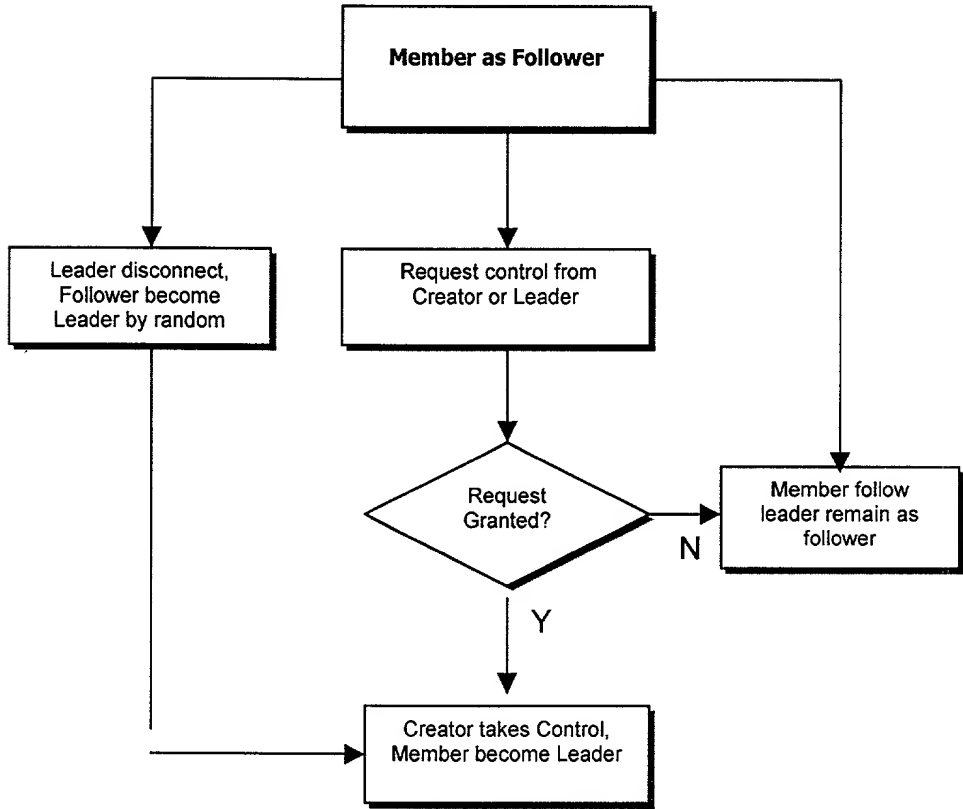 Member as Follower
Leader disconnect,
Follower become
Leader by random
Request control from
Creator or Leader
Request
Granted?
N
Member follow
leader remain as
follower
Y
Creator takes Control,
Member become Leader